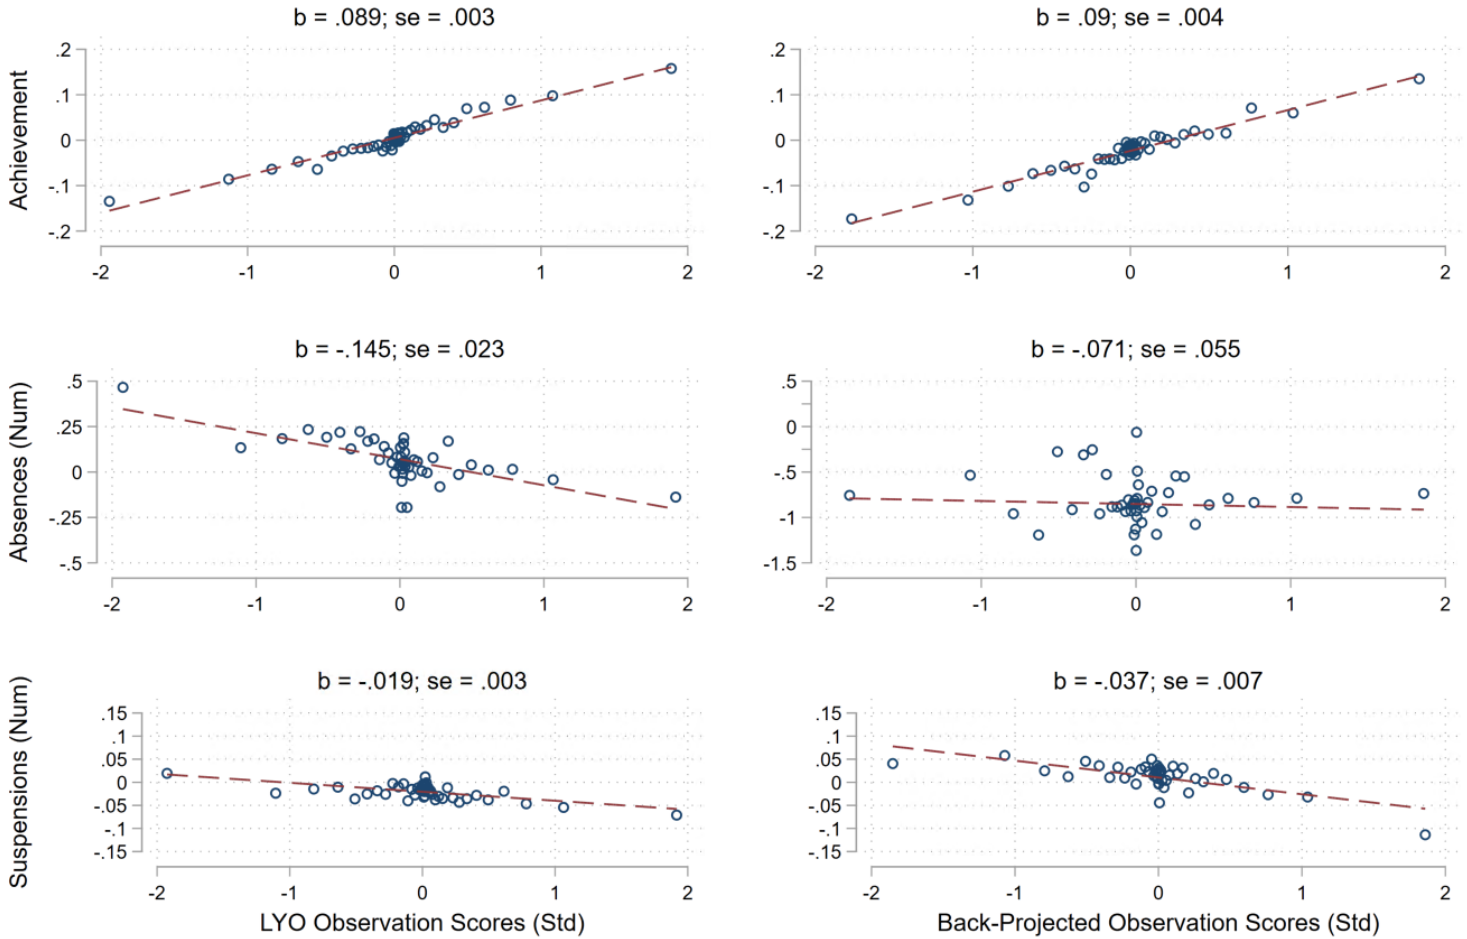 b = .089; se = .003
b = .09; se = .004
Achievement
.2
.1
0
-.1
-.2
-2 -1 0 1 2
.2
.1
0
-.1
-.2
-2 -1 0 1 2
b = -.145; se = .023
b = -.071; se = .055
Absences (Num)
.5
.25
0
-.25
-.5
-2 -1 0 1 2
.5
0
-.5
-1
-1.5
-2 -1 0 1 2
b = -.019; se = .003
b = -.037; se = .007
Suspensions (Num)
.15
.1
.05
0
-.05
-.1
-.15
-2 -1 0 1 2
LYO Observation Scores (Std)
.15
.1
.05
0
-.05
-.1
-.15
-2 -1 0 1 2
Back-Projected Observation Scores (Std)